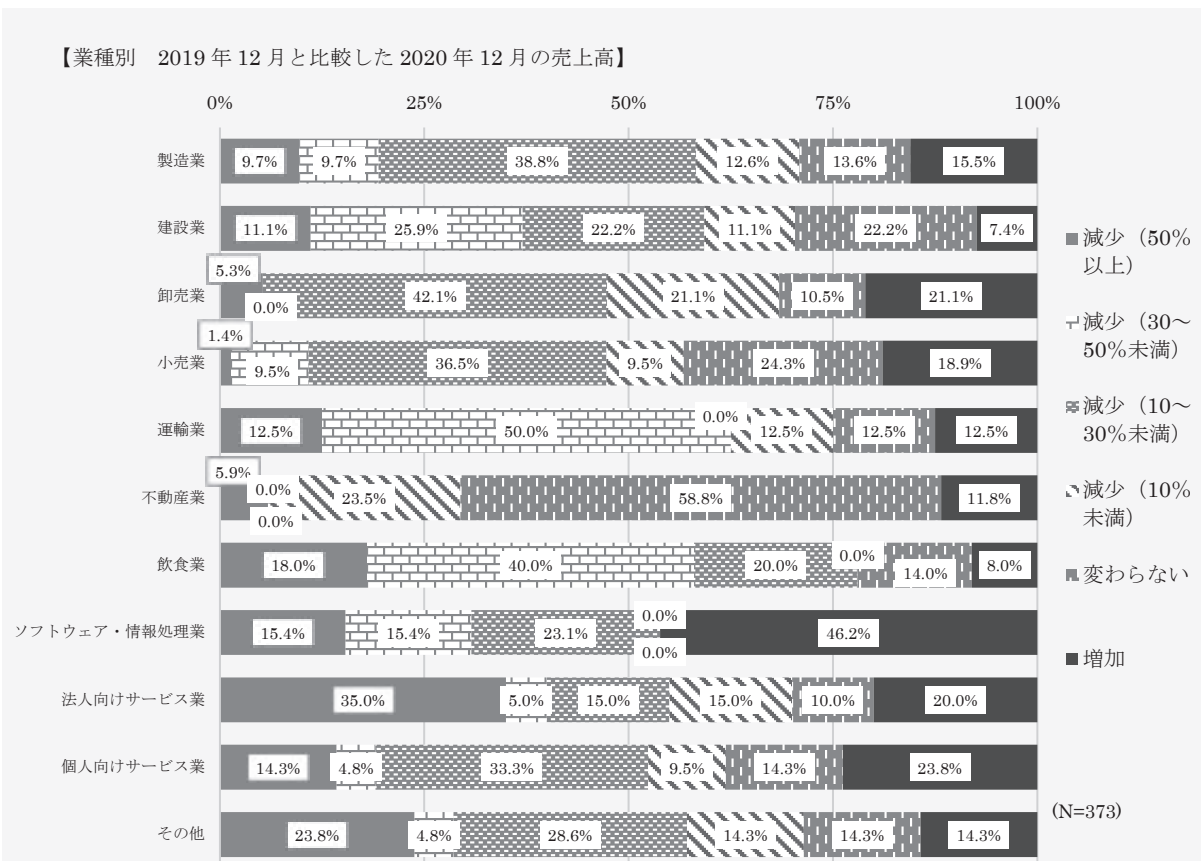 【業種別　2019 年 12 月と比較した 2020 年 12 月の売上高】
0% 25% 50% 75% 100%
製造業 9.7% 9.7% 38.8% 12.6% 13.6% 15.5%
建設業 11.1% 25.9% 22.2% 11.1% 22.2% 7.4%
卸売業 5.3% 0.0% 42.1% 21.1% 10.5% 21.1%
小売業 1.4% 9.5% 36.5% 9.5% 24.3% 18.9%
運輸業 12.5% 50.0% 0.0% 12.5% 12.5% 12.5%
不動産業 5.9% 0.0% 0.0% 23.5% 58.8% 11.8%
飲食業 18.0% 40.0% 20.0% 0.0% 14.0% 8.0%
ソフトウェア・情報処理業 15.4% 15.4% 23.1% 0.0% 0.0% 46.2%
法人向けサービス業 35.0% 5.0% 15.0% 15.0% 10.0% 20.0%
個人向けサービス業 14.3% 4.8% 33.3% 9.5% 14.3% 23.8%
その他 23.8% 4.8% 28.6% 14.3% 14.3% 14.3%
減少（50%
以上）
減少（30～
50%未満）
減少（10～
30%未満）
減少（10%
未満）
変わらない
増加
(N=373)